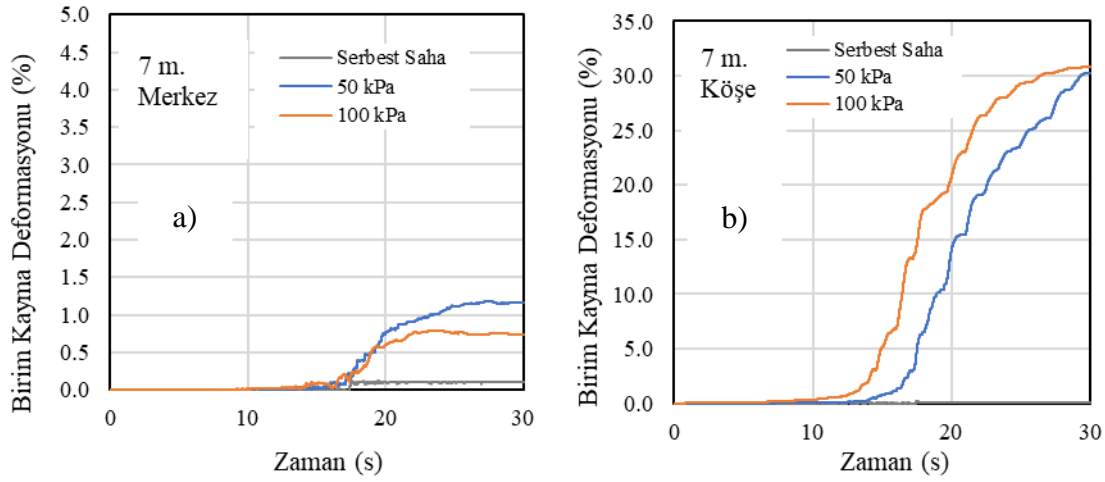 5.0
4.5
4.0
3.5
3.0
2.5
2.0
1.5
1.0
0.5
0.0
Birim Kayma Deformasyonu (%)
7 m.
Merkez
Serbest Saha
50 kPa
100 kPa
a)
0
10
20
30
Zaman (s)
35.0
30.0
25.0
20.0
15.0
10.0
5.0
0.0
Birim Kayma Deformasyonu (%)
7 m.
Köşe
Serbest Saha
50 kPa
100 kPa
b)
0
10
20
30
Zaman (s)